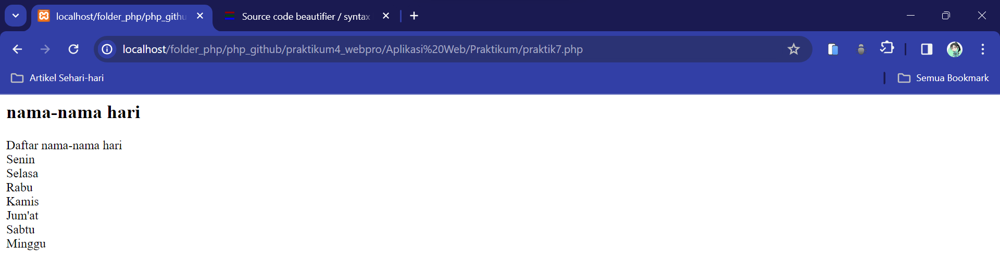 localhost/folder_php/php_githu
Source code beautifier / syntax
localhost/folder_php/php_github/praktikum4_webpro/Aplikasi%20Web/Praktikum/praktik7.php
Artikel Sehari-hari
Semua Bookmark
nama-nama hari
Daftar nama-nama hari
Senin
Selasa
Rabu
Kamis
Jum'at
Sabtu
Minggu